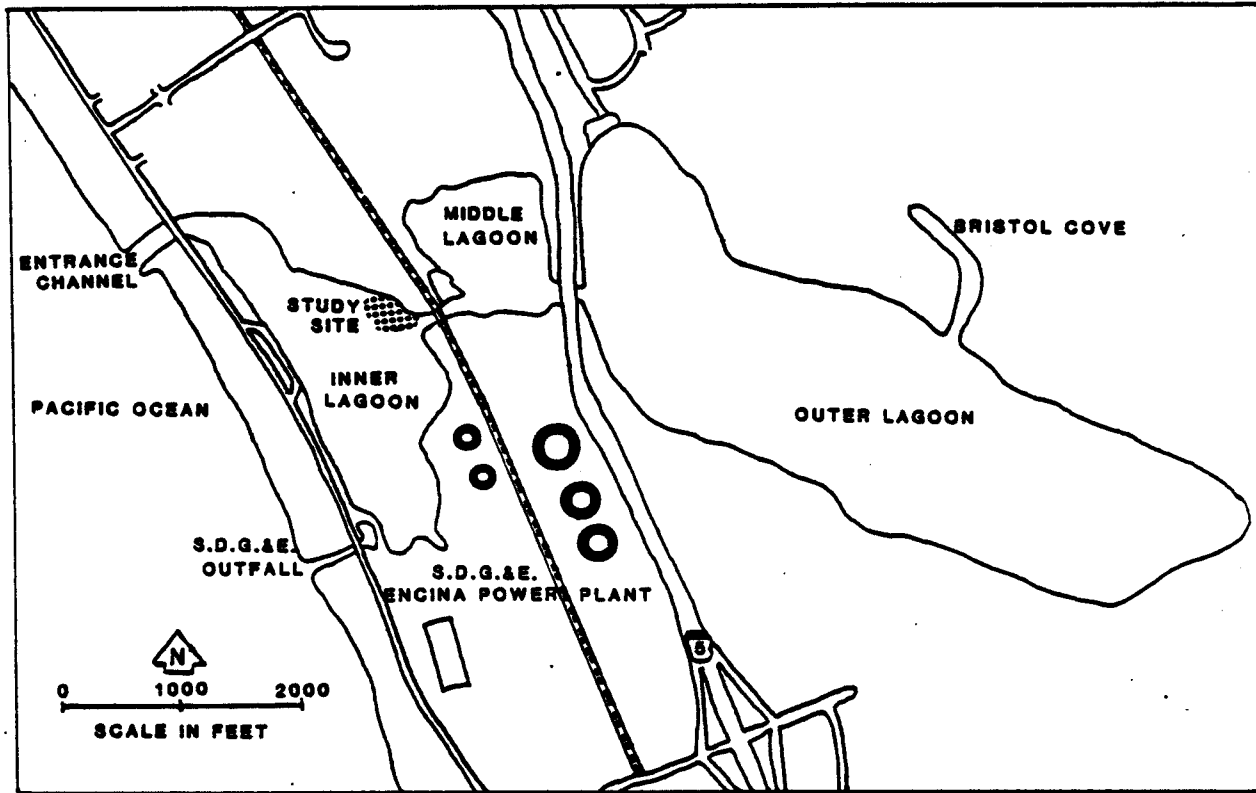 MIDDLE
LAGOON
BRISTOL COVE
ENTRANCE
CHANNEL
STUDY
SITE
INNER
LAGOON
PACIFIC OCEAN
OUTER LAGOON
S.D.G.&E.
OUTFALL
S.D.G.&E.
ENCINA POWER PLANT
5
N
0 1000 2000
SCALE IN FEET